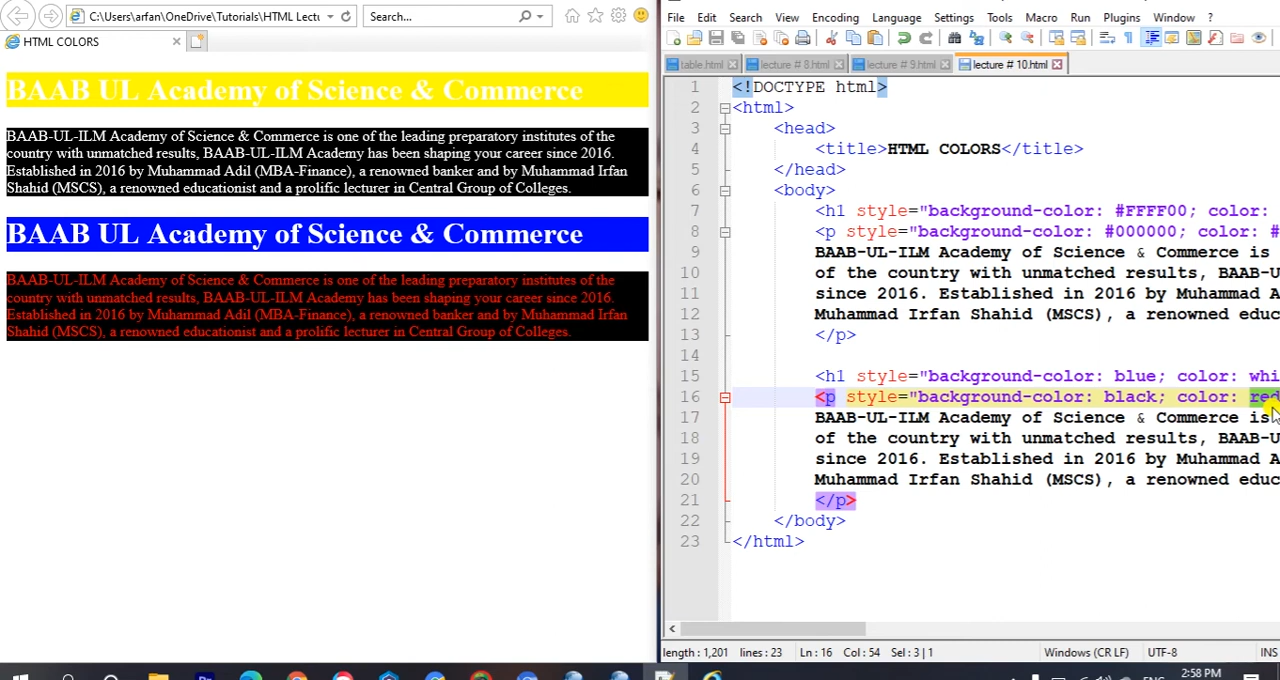 C:\Users\arfan\OneDrive\Tutorials\HTML Lectu
Search...
HTML COLORS
BAAB UL Academy of Science & Commerce
BAAB-UL-ILM Academy of Science & Commerce is one of the leading preparatory institutes of the
country with unmatched results, BAAB-UL-ILM Academy has been shaping your career since 2016.
Established in 2016 by Muhammad Adil (MBA-Finance), a renowned banker and by Muhammad Irfan
Shahid (MSCS), a renowned educationist and a prolific lecturer in Central Group of Colleges.
BAAB UL Academy of Science & Commerce
BAAB-UL-ILM Academy of Science & Commerce is one of the leading preparatory institutes of the
country with unmatched results, BAAB-UL-ILM Academy has been shaping your career since 2016.
Established in 2016 by Muhammad Adil (MBA-Finance), a renowned banker and by Muhammad Irfan
Shahid (MSCS), a renowned educationist and a prolific lecturer in Central Group of Colleges.
File Edit Search View Encoding Language Settings Tools Macro Run Plugins Window ?
table.html lecture # 8.html lecture # 9.html lecture # 10.html
1 <!DOCTYPE html>
2 <html>
3 <head>
4 <title>HTML COLORS</title>
5 </head>
6 <body>
7 <h1 style="background-color: #FFFF00; color:
8 <p style="background-color: #000000; color: #
9 BAAB-UL-ILM Academy of Science & Commerce is
10 of the country with unmatched results, BAAB-U
11 since 2016. Established in 2016 by Muhammad A
12 Muhammad Irfan Shahid (MSCS), a renowned educ
13 </p>
14
15 <h1 style="background-color: blue; color: whi
16 <p style="background-color: black; color: red
17 BAAB-UL-ILM Academy of Science & Commerce is
18 of the country with unmatched results, BAAB-U
19 since 2016. Established in 2016 by Muhammad A
20 Muhammad Irfan Shahid (MSCS), a renowned educ
21 </p>
22 </body>
23 </html>
length : 1,201 lines : 23 Ln : 16 Col : 54 Sel : 3 | 1 Windows (CR LF) UTF-8 INS
2:58 PM
ENG